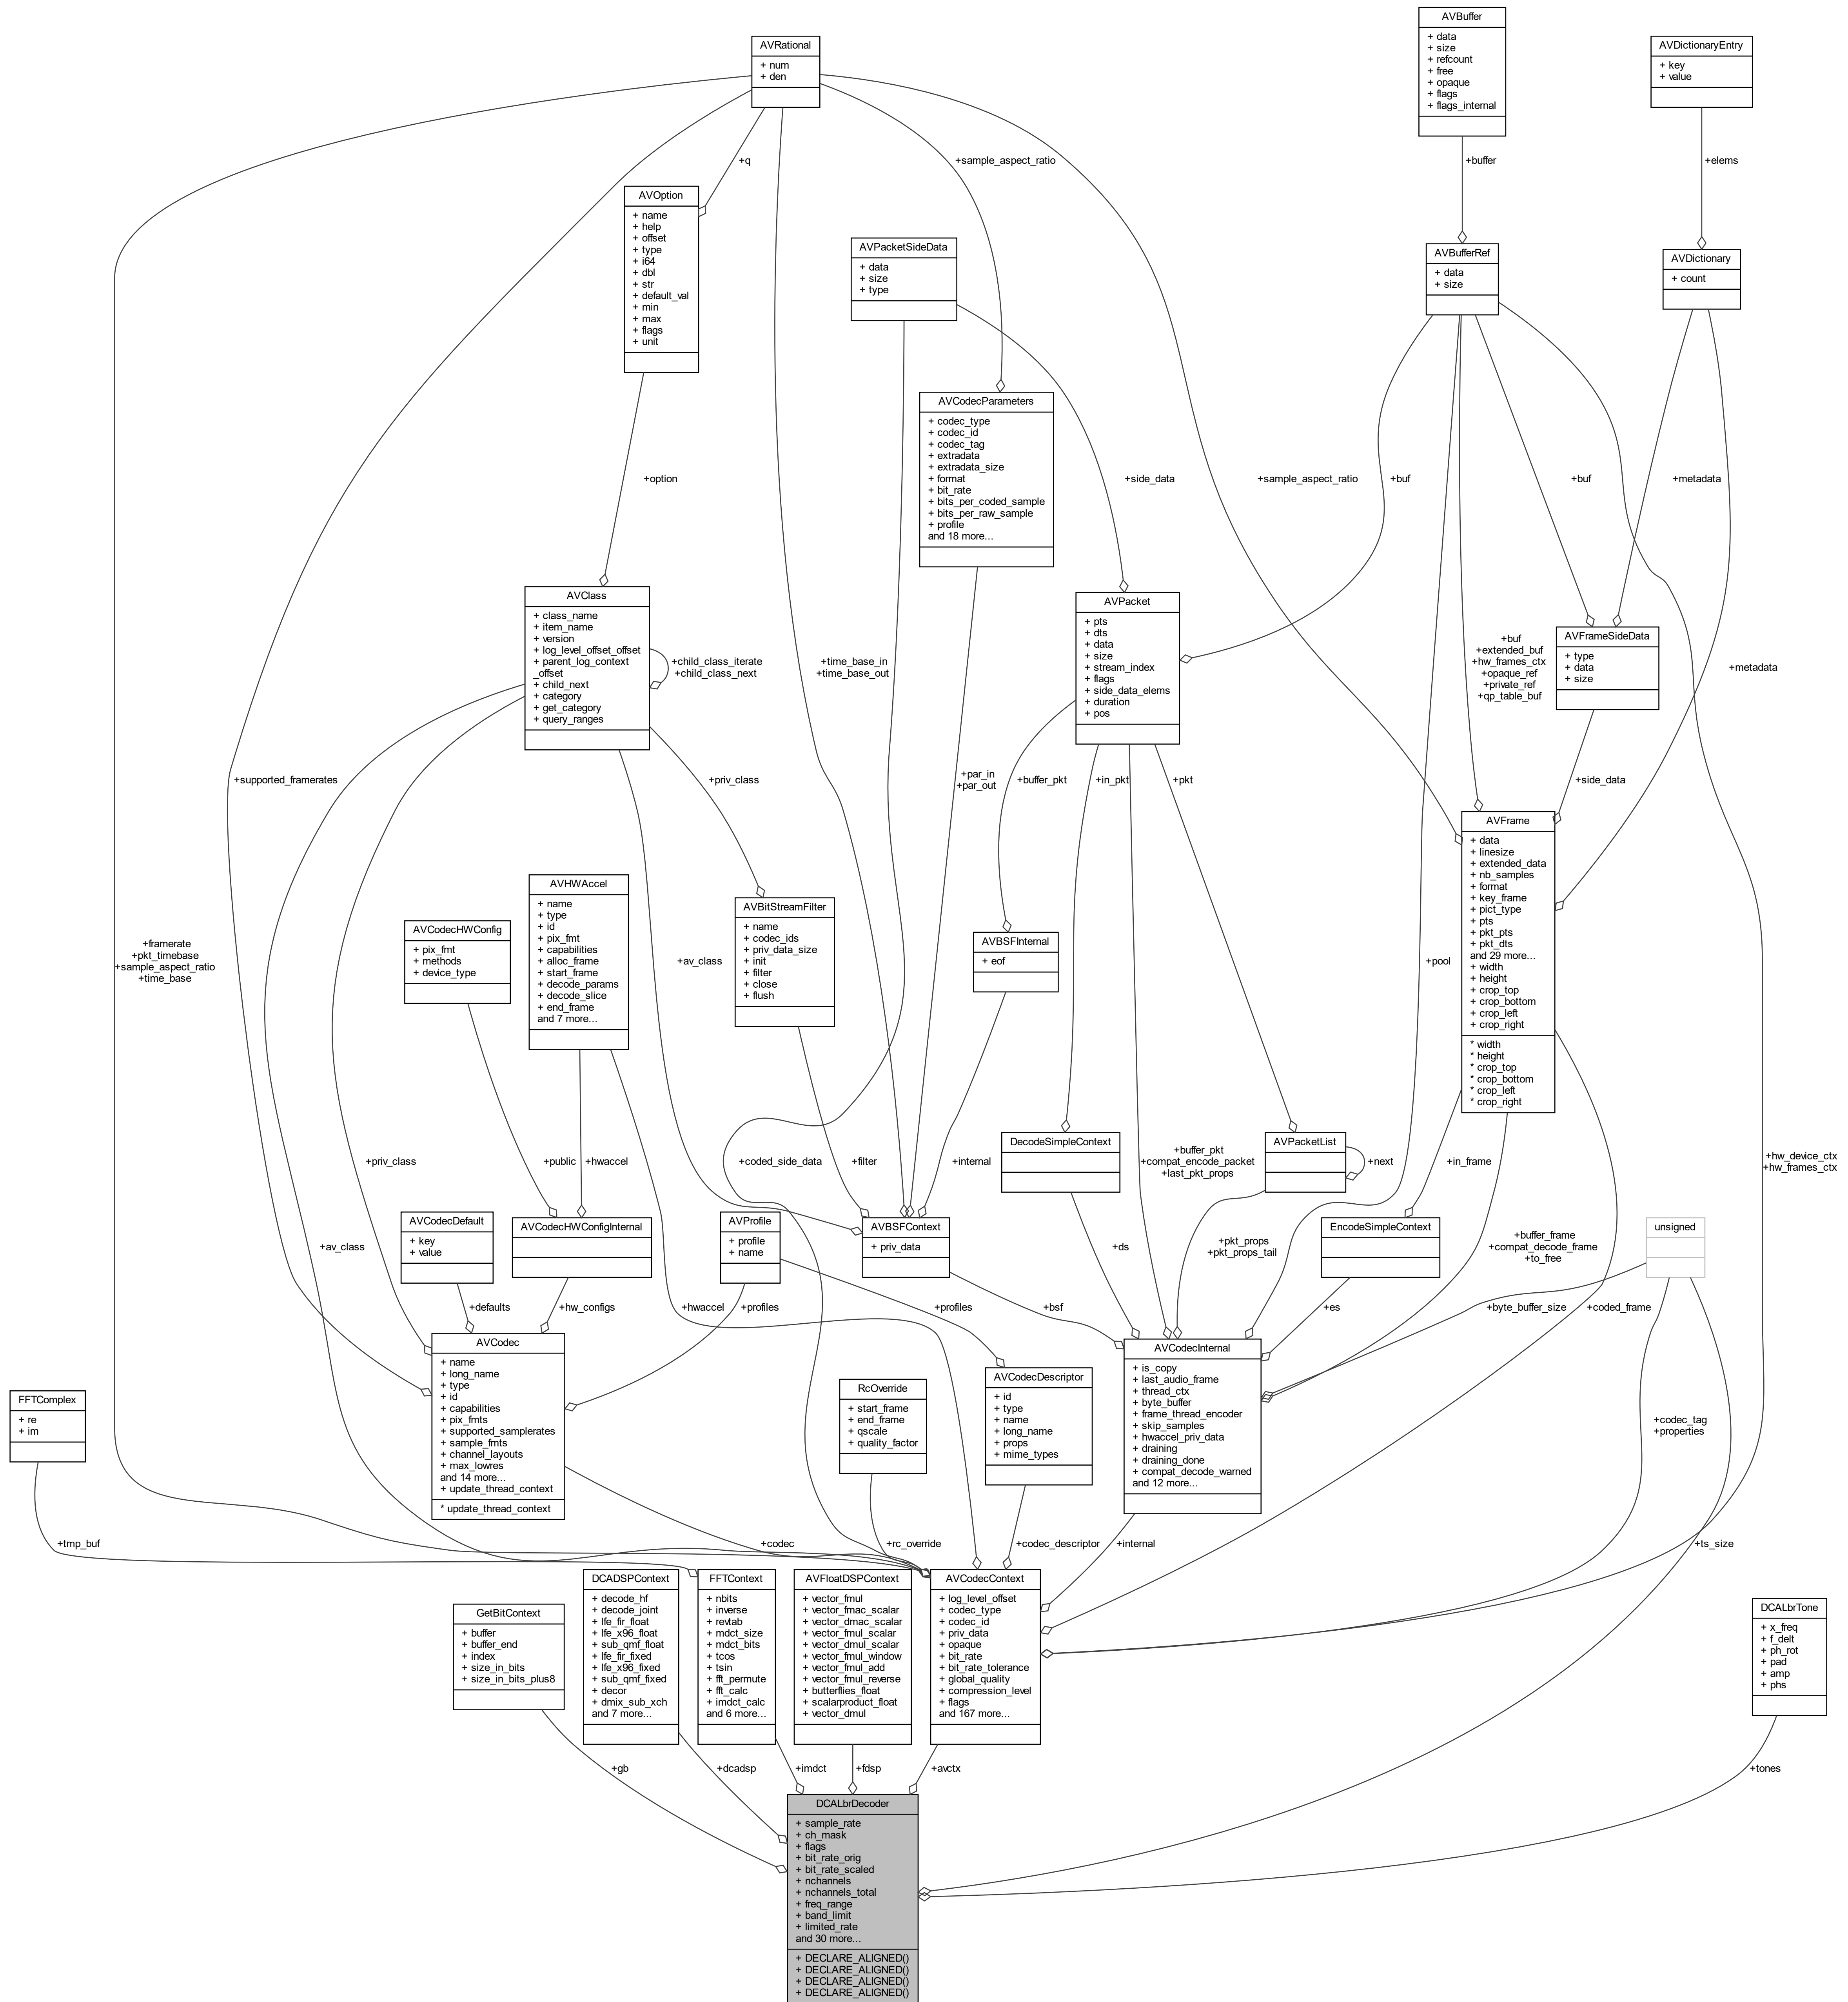 AVBuffer
+ data
+ size
+ refcount
+ free
+ opaque
+ flags
+ flags_internal
AVRational
+ num
+ den
AVDictionaryEntry
+ key
+ value
+q
+sample_aspect_ratio
+buffer
+elems
AVOption
+ name
+ help
+ offset
+ type
+ i64
+ dbl
+ str
+ default_val
+ min
+ max
+ flags
+ unit
AVPacketSideData
+ data
+ size
+ type
AVBufferRef
+ data
+ size
AVDictionary
+ count
AVCodecParameters
+ codec_type
+ codec_id
+ codec_tag
+ extradata
+ extradata_size
+ format
+ bit_rate
+ bits_per_coded_sample
+ bits_per_raw_sample
+ profile
and 18 more...
+option
+side_data
+sample_aspect_ratio
+buf
+buf
+metadata
AVClass
+ class_name
+ item_name
+ version
+ log_level_offset_offset
+ parent_log_context
_offset
+ child_next
+ category
+ get_category
+ query_ranges
+child_class_iterate
+child_class_next
+time_base_in
+time_base_out
AVPacket
+ pts
+ dts
+ data
+ size
+ stream_index
+ flags
+ side_data_elems
+ duration
+ pos
+buf
+extended_buf
+hw_frames_ctx
+opaque_ref
+private_ref
+qp_table_buf
AVFrameSideData
+ type
+ data
+ size
+metadata
+supported_framerates
+priv_class
+par_in
+par_out
+buffer_pkt
+in_pkt
+pkt
+side_data
AVFrame
+ data
+ linesize
+ extended_data
+ nb_samples
+ format
+ key_frame
+ pict_type
+ pts
+ pkt_pts
+ pkt_dts
and 29 more...
+ width
+ height
+ crop_top
+ crop_bottom
+ crop_left
+ crop_right
* width
* height
* crop_top
* crop_bottom
* crop_left
* crop_right
AVHWAccel
+ name
+ type
+ id
+ pix_fmt
+ capabilities
+ alloc_frame
+ start_frame
+ decode_params
+ decode_slice
+ end_frame
and 7 more...
AVBitStreamFilter
+ name
+ codec_ids
+ priv_data_size
+ init
+ filter
+ close
+ flush
AVCodecHWConfig
+ pix_fmt
+ methods
+ device_type
AVBSFInternal
+ eof
+framerate
+pkt_timebase
+sample_aspect_ratio
+time_base
+av_class
+pool
DecodeSimpleContext
AVPacketList
+next
+priv_class
+public
+hwaccel
+coded_side_data
+filter
+internal
+buffer_pkt
+compat_encode_packet
+last_pkt_props
+in_frame
+hw_device_ctx
+hw_frames_ctx
AVCodecDefault
+ key
+ value
AVCodecHWConfigInternal
AVProfile
+ profile
+ name
AVBSFContext
+ priv_data
EncodeSimpleContext
unsigned
+av_class
+ds
+pkt_props
+pkt_props_tail
+buffer_frame
+compat_decode_frame
+to_free
+defaults
+hw_configs
+profiles
+hwaccel
+profiles
+bsf
+es
+byte_buffer_size
+coded_frame
AVCodec
+ name
+ long_name
+ type
+ id
+ capabilities
+ pix_fmts
+ supported_samplerates
+ sample_fmts
+ channel_layouts
+ max_lowres
and 14 more...
+ update_thread_context
* update_thread_context
AVCodecInternal
+ is_copy
+ last_audio_frame
+ thread_ctx
+ byte_buffer
+ frame_thread_encoder
+ skip_samples
+ hwaccel_priv_data
+ draining
+ draining_done
+ compat_decode_warned
and 12 more...
AVCodecDescriptor
+ id
+ type
+ name
+ long_name
+ props
+ mime_types
RcOverride
+ start_frame
+ end_frame
+ qscale
+ quality_factor
FFTComplex
+ re
+ im
+codec_tag
+properties
+tmp_buf
+codec
+rc_override
+codec_descriptor
+internal
+ts_size
DCADSPContext
+ decode_hf
+ decode_joint
+ lfe_fir_float
+ lfe_x96_float
+ sub_qmf_float
+ lfe_fir_fixed
+ lfe_x96_fixed
+ sub_qmf_fixed
+ decor
+ dmix_sub_xch
and 7 more...
FFTContext
+ nbits
+ inverse
+ revtab
+ mdct_size
+ mdct_bits
+ tcos
+ tsin
+ fft_permute
+ fft_calc
+ imdct_calc
and 6 more...
AVFloatDSPContext
+ vector_fmul
+ vector_fmac_scalar
+ vector_dmac_scalar
+ vector_fmul_scalar
+ vector_dmul_scalar
+ vector_fmul_window
+ vector_fmul_add
+ vector_fmul_reverse
+ butterflies_float
+ scalarproduct_float
+ vector_dmul
AVCodecContext
+ log_level_offset
+ codec_type
+ codec_id
+ priv_data
+ opaque
+ bit_rate
+ bit_rate_tolerance
+ global_quality
+ compression_level
+ flags
and 167 more...
GetBitContext
+ buffer
+ buffer_end
+ index
+ size_in_bits
+ size_in_bits_plus8
DCALbrTone
+ x_freq
+ f_delt
+ ph_rot
+ pad
+ amp
+ phs
+gb
+dcadsp
+imdct
+fdsp
+avctx
+tones
DCALbrDecoder
+ sample_rate
+ ch_mask
+ flags
+ bit_rate_orig
+ bit_rate_scaled
+ nchannels
+ nchannels_total
+ freq_range
+ band_limit
+ limited_rate
and 30 more...
+ DECLARE_ALIGNED()
+ DECLARE_ALIGNED()
+ DECLARE_ALIGNED()
+ DECLARE_ALIGNED()